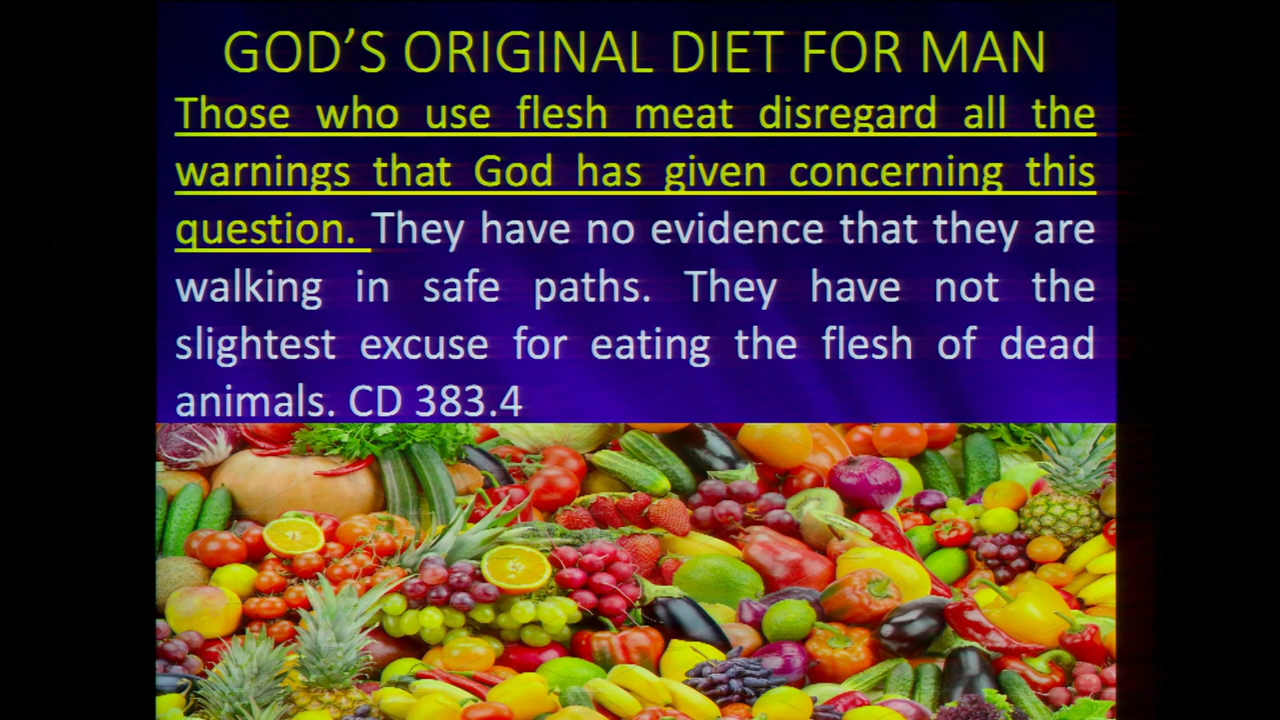 GOD’S ORIGINAL DIET FOR MAN
Those who use flesh meat disregard all the
warnings that God has given concerning this
question. They have no evidence that they are
walking in safe paths. They have not the
slightest excuse for eating the flesh of dead
animals. CD 383.4